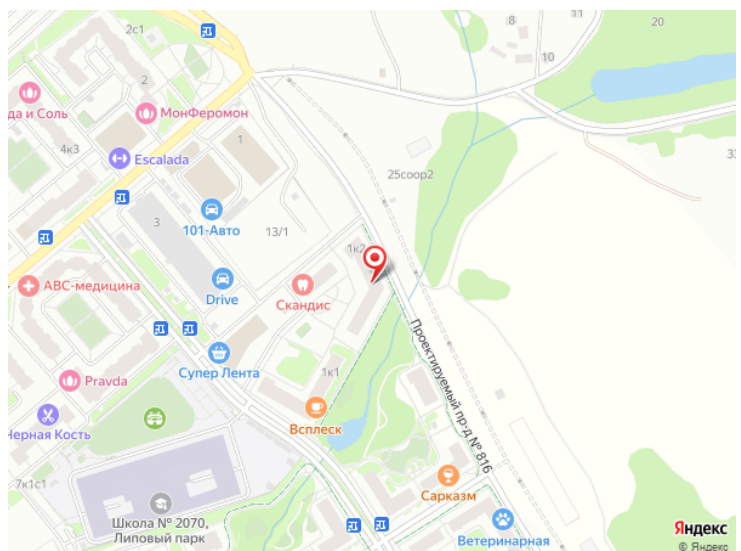 8
11
20
2с1
10
2
да и Соль
МонФеромон
4к3
1
Escalada
33
25соор2
3
101-Авто
13/1
1к2
АВС-медицина
Drive
Скандис
Проектируемый пр-д № 816
Супер Лента
Pravda
1к1
Всплеск
Черная Кость
Сарказм
7к1с1
Школа № 2070,
Липовый парк
Ветеринарная
Яндекс
© Яндекс